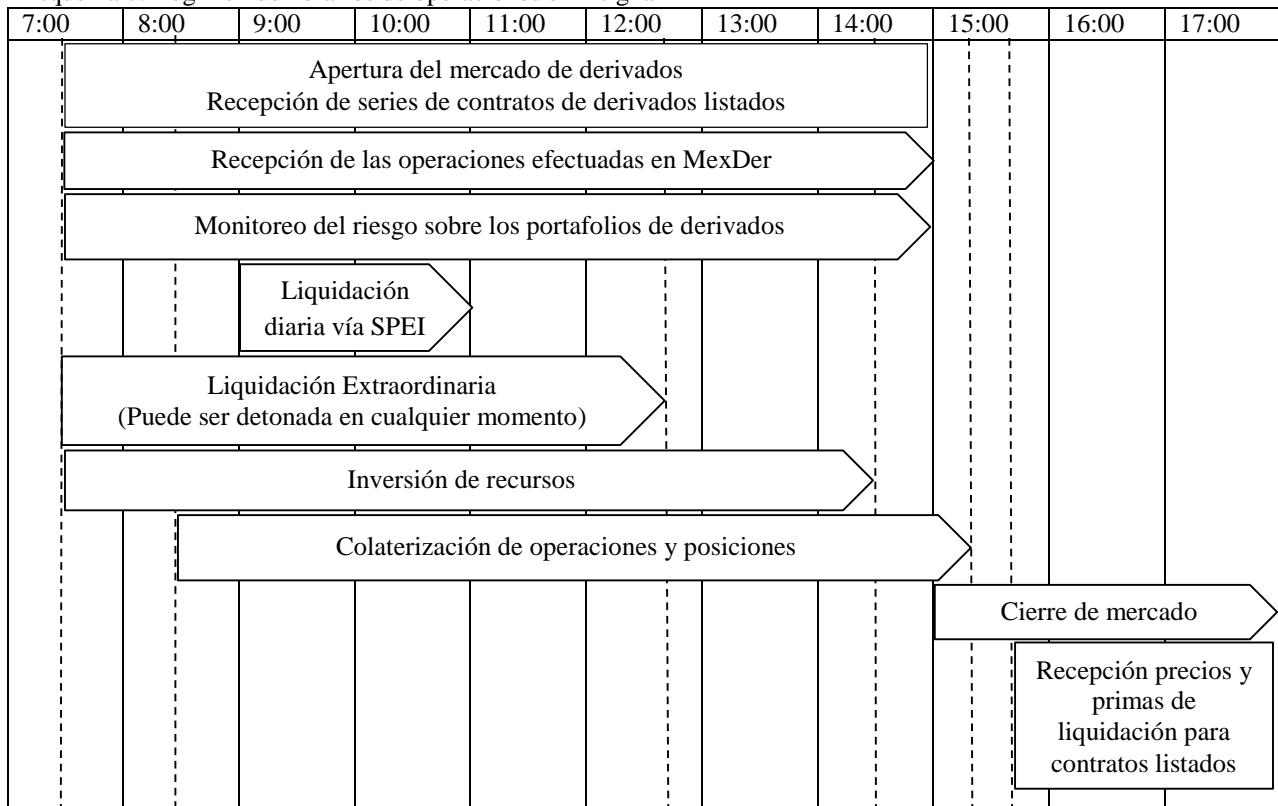 7:00 8:00 9:00 10:00 11:00 12:00 13:00 14:00 15:00 16:00 17:00
Apertura del mercado de derivados
Recepción de series de contratos de derivados listados
Recepción de las operaciones efectuadas en MexDer
Monitoreo del riesgo sobre los portafolios de derivados
Liquidación
diaria vía SPEI
Liquidación Extraordinaria
(Puede ser detonada en cualquier momento)
Inversión de recursos
Colaterización de operaciones y posiciones
Cierre de mercado
Recepción precios y
primas de
liquidación para
contratos listados